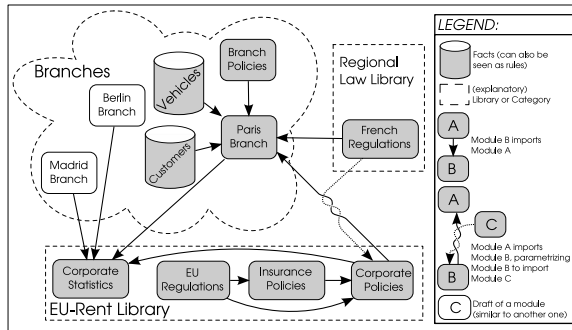 Branches
Berlin
Branch
Madrid
Branch
Vehicles
Customers
Branch
Policies
Paris
Branch
Regional
Law Library
French
Regulations
Corporate
Statistics
EU
Regulations
Insurance
Policies
Corporate
Policies
EU-Rent Library
LEGEND:
Facts (can also
be seen as rules)
(explanatory)
Library or Category
A
Module B imports
Module A
B
A
C
Module A imports
Module B, parametrizing
Module B to import
Module C
B
C
Draft of a module
(similar to another one)